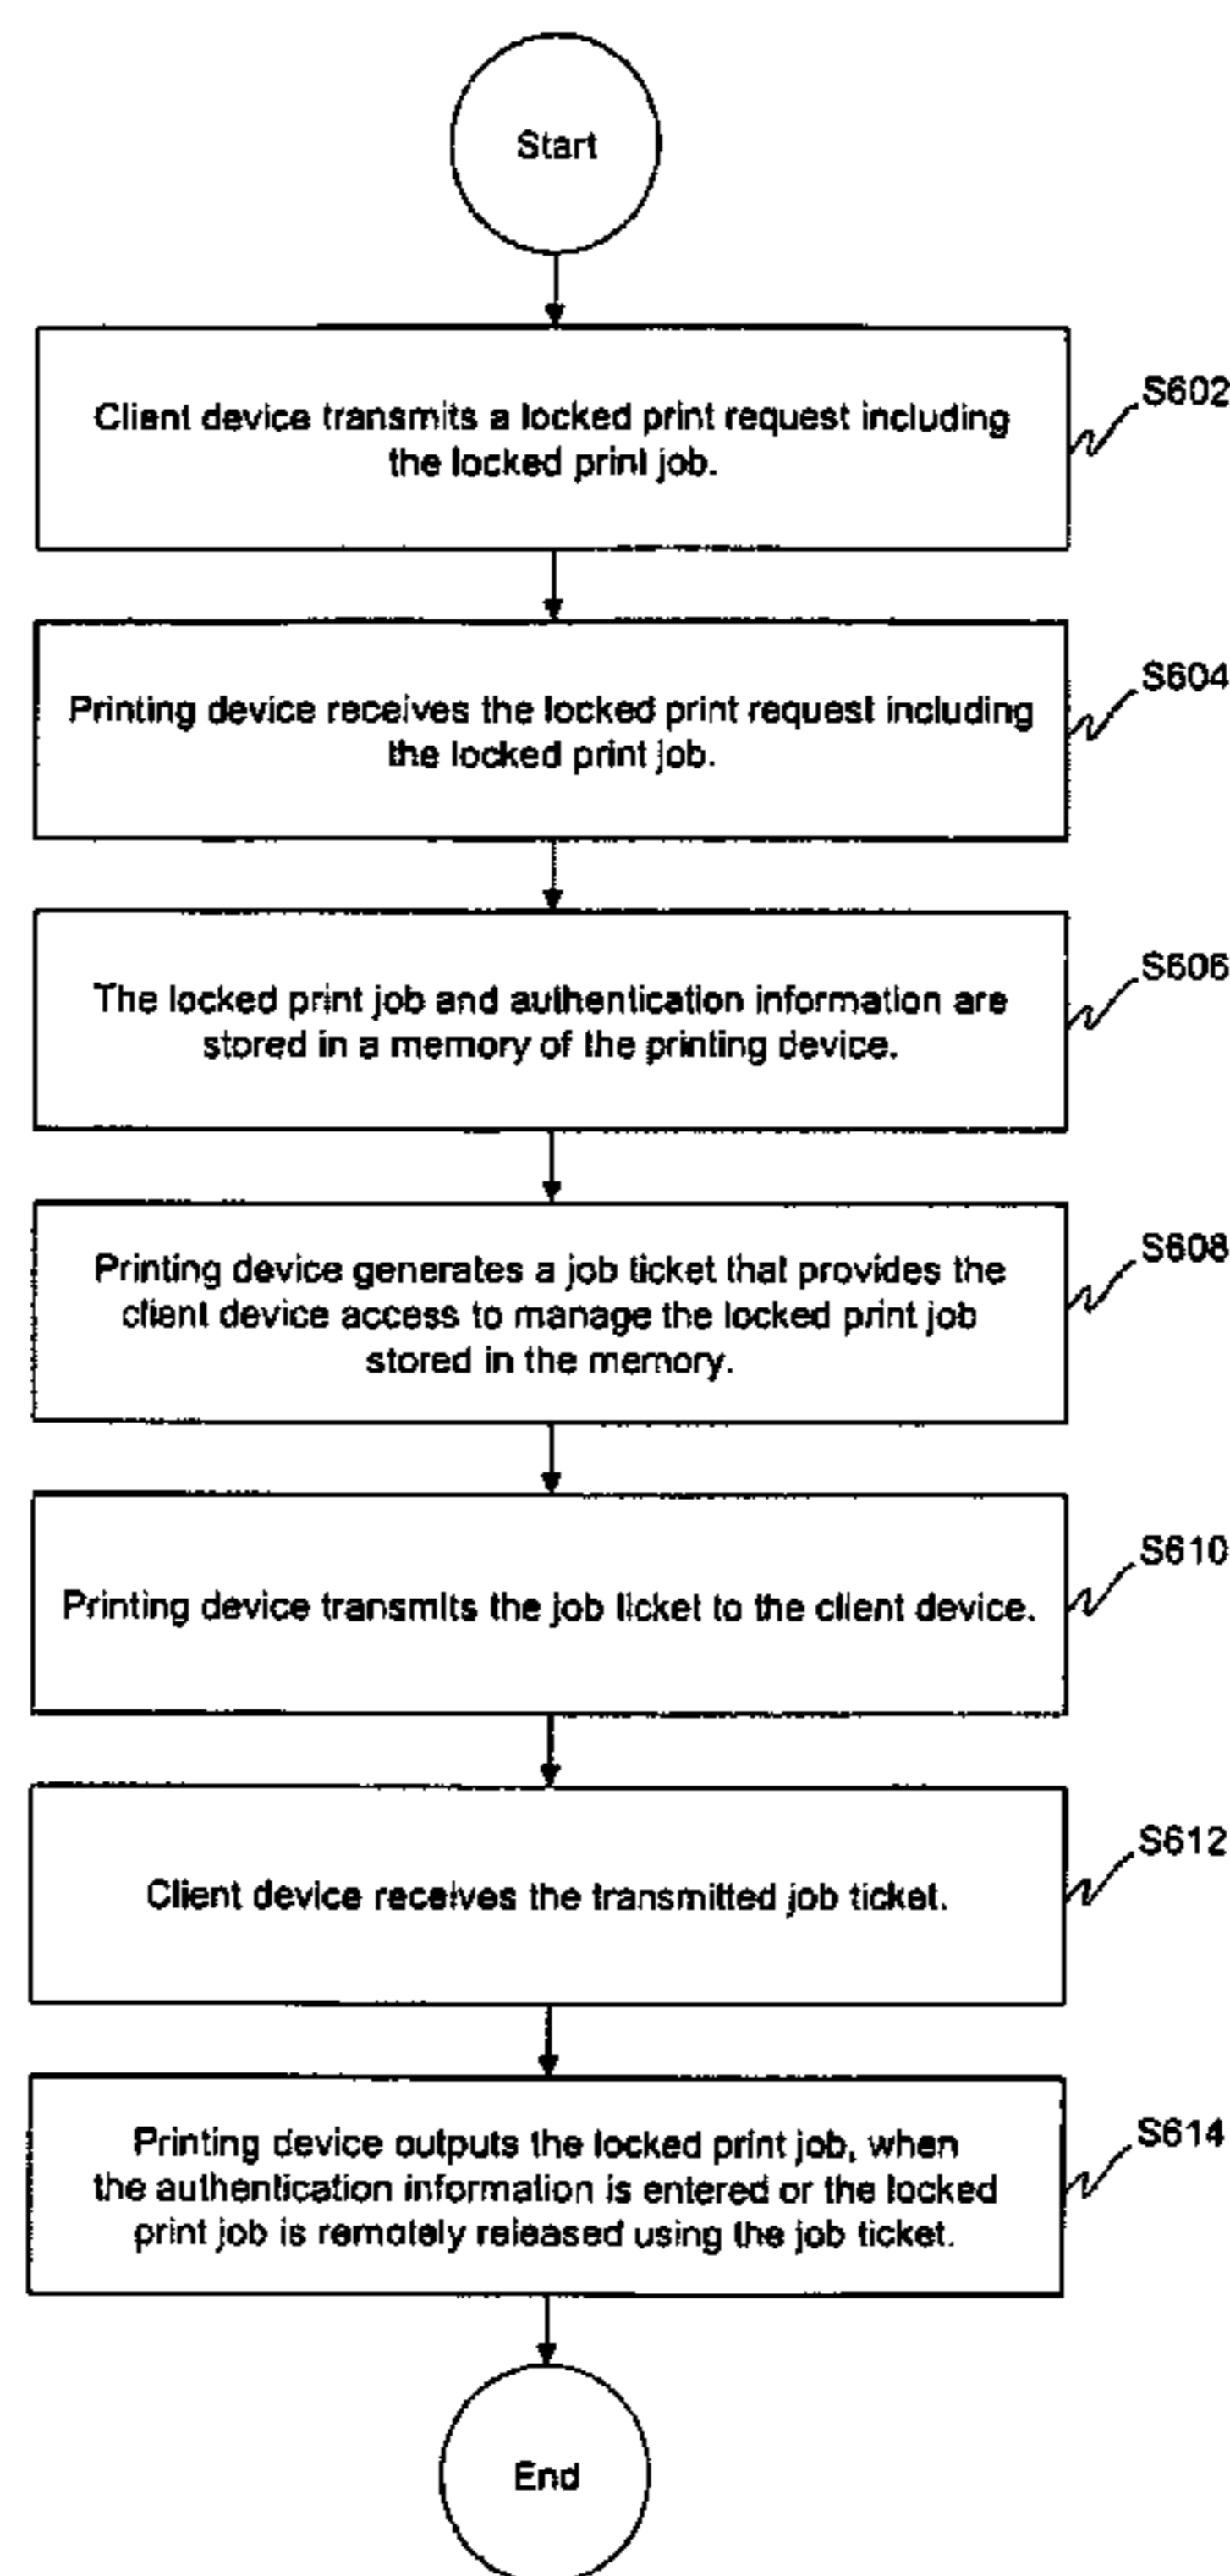 Start
Client device transmits a locked print request including
the locked print job.
S602
Printing device receives the locked print request including
the locked print job.
S604
The locked print job and authentication information are
stored in a memory of the printing device.
S606
Printing device generates a job ticket that provides the
client device access to manage the locked print job
stored in the memory.
S608
Printing device transmits the job ticket to the client device.
S610
Client device receives the transmitted job ticket.
S612
Printing device outputs the locked print job, when
the authentication information is entered or the locked
print job is remotely released using the job ticket.
S614
End